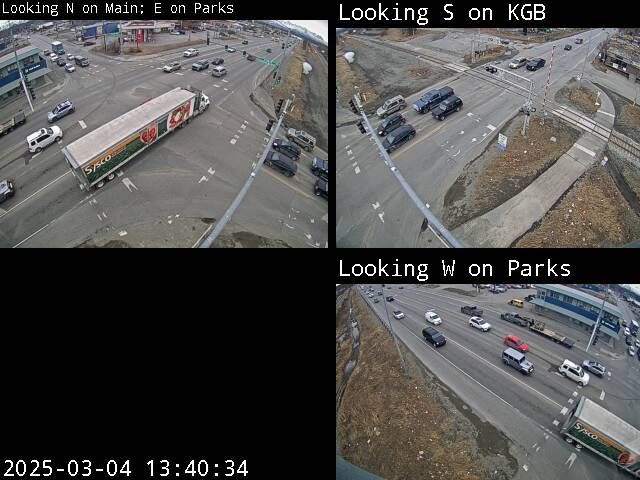 Looking N on Main; E on Parks
Looking S on KGB
Sysco
Looking W on Parks
Sysco
2025-03-04 13:40:34